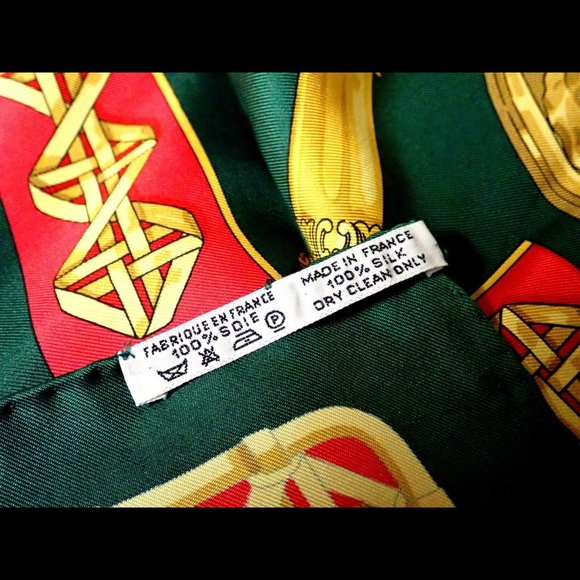 FABRIQUE EN FRANCE
100% SOIE
MADE IN FRANCE
100% SILK
DRY CLEAN ONLY